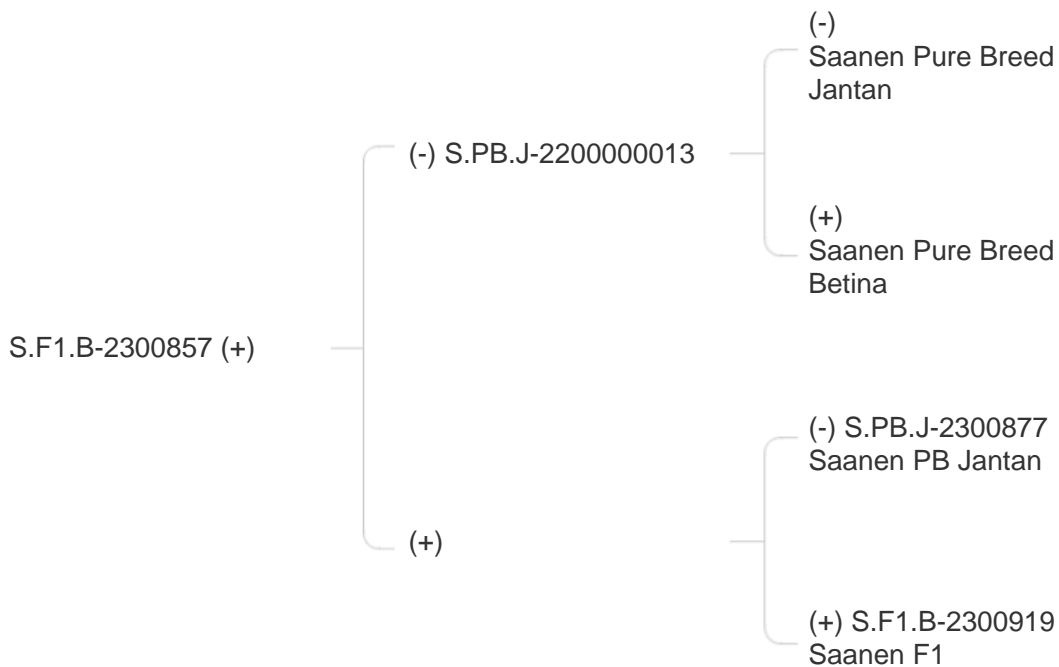 (-)
Saanen Pure Breed
Jantan
(-) S.PB.J-2200000013
(+)
Saanen Pure Breed
Betina
S.F1.B-2300857 (+)
(-) S.PB.J-2300877
Saanen PB Jantan
(+)
(+) S.F1.B-2300919
Saanen F1